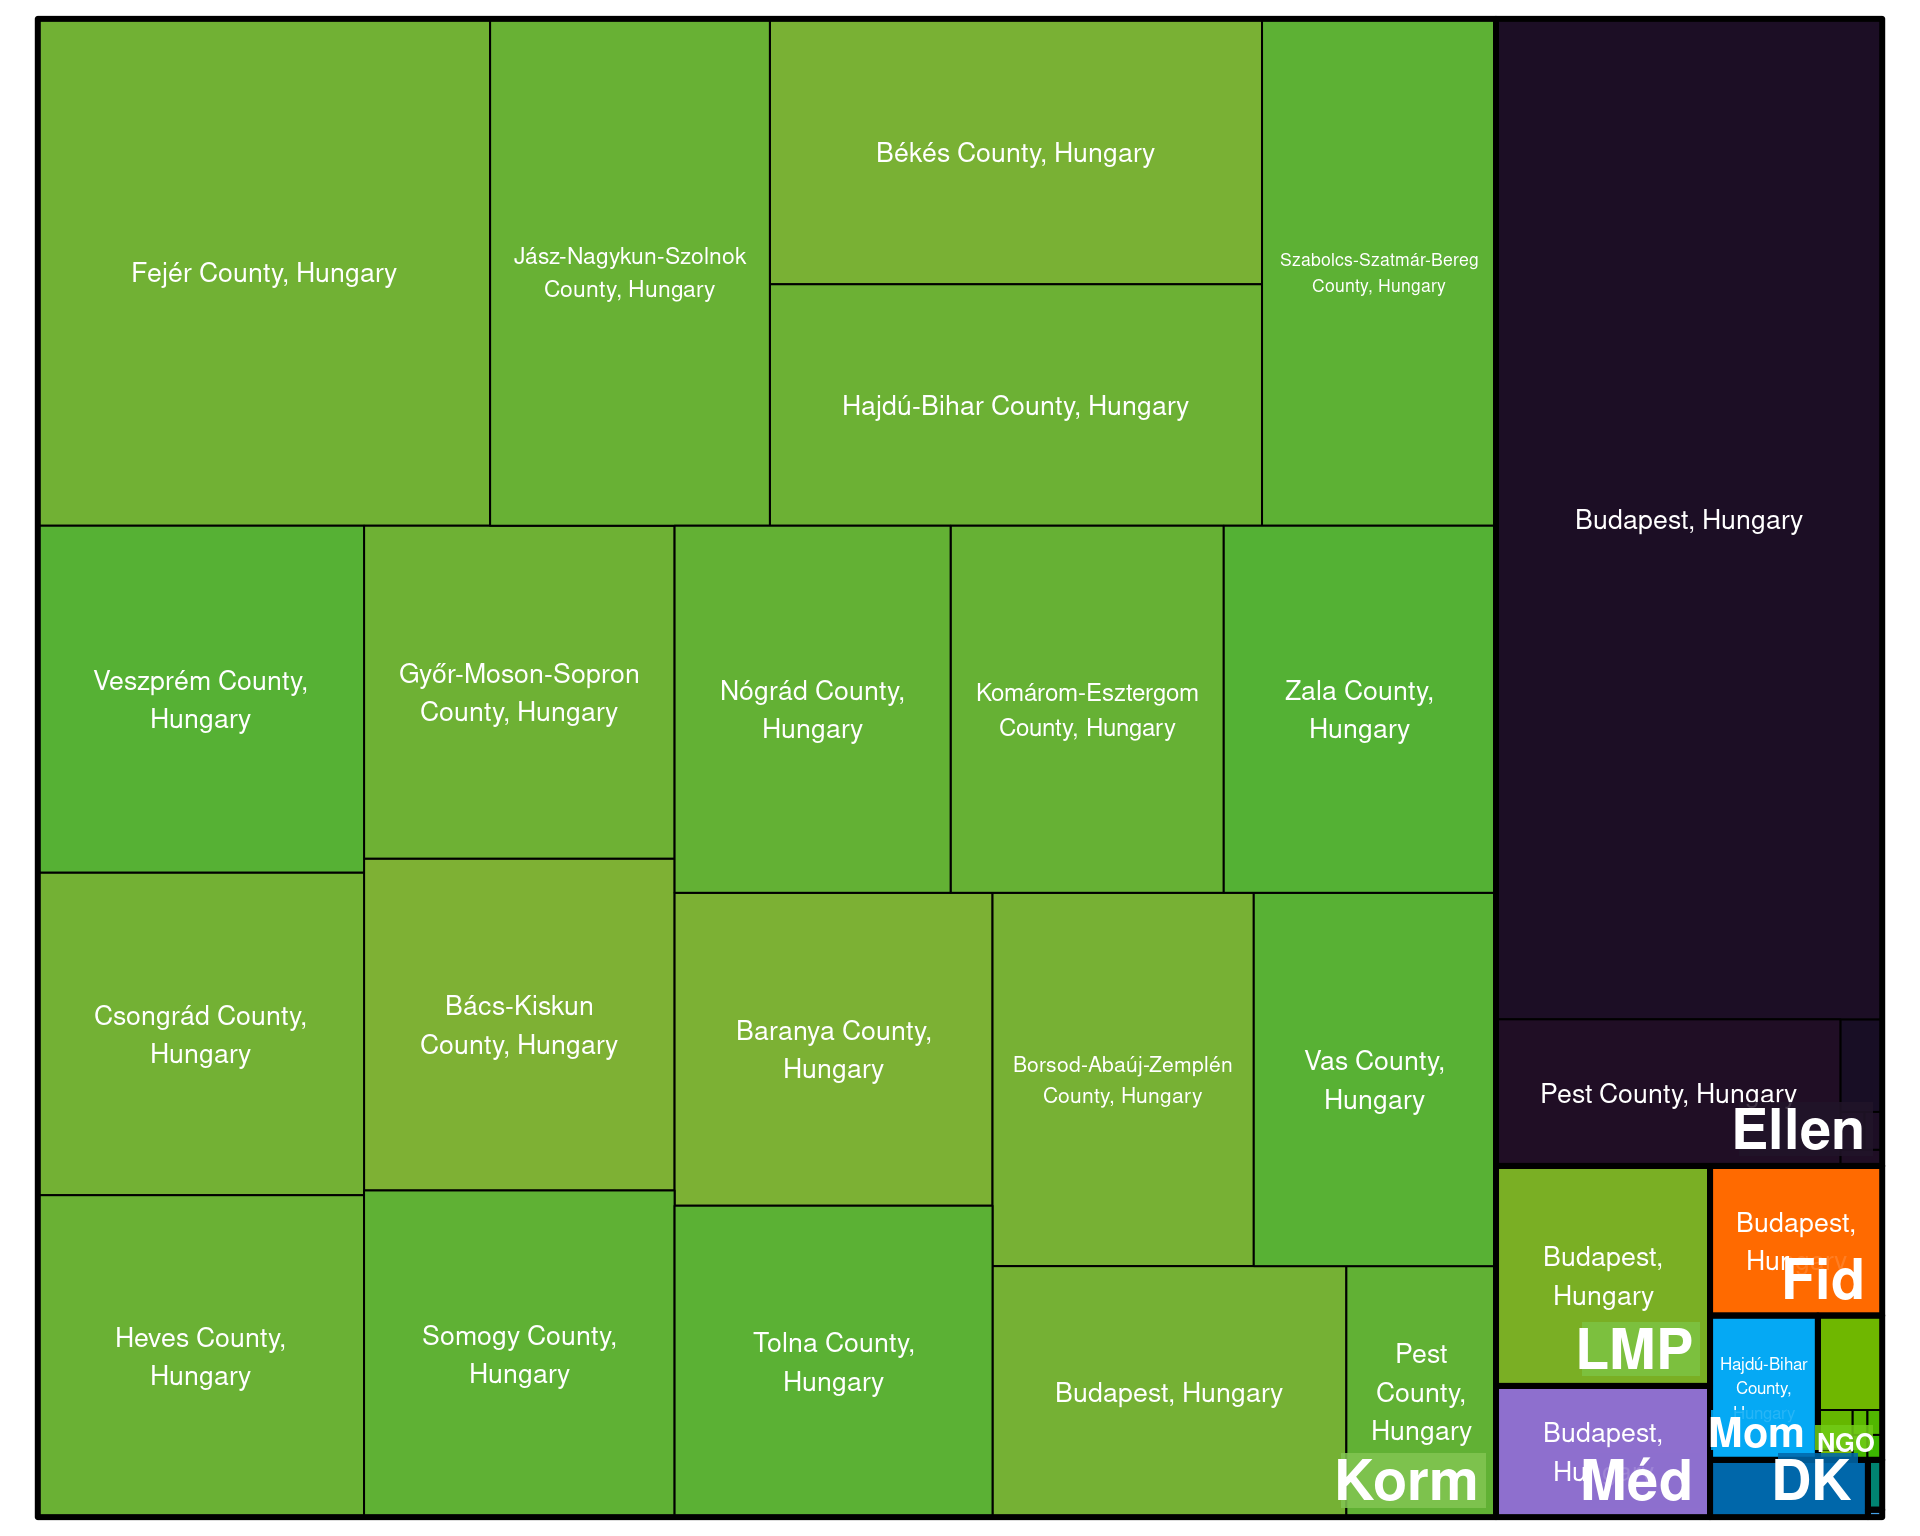 Fejér County, Hungary
Jász-Nagykun-Szolnok
County, Hungary
Békés County, Hungary
Hajdú-Bihar County, Hungary
Szabolcs-Szatmár-Bereg
County, Hungary
Budapest, Hungary
Veszprém County,
Hungary
Győr-Moson-Sopron
County, Hungary
Nógrád County,
Hungary
Komárom-Esztergom
County, Hungary
Zala County,
Hungary
Csongrád County,
Hungary
Bács-Kiskun
County, Hungary
Baranya County,
Hungary
Borsod-Abaúj-Zemplén
County, Hungary
Vas County,
Hungary
Pest County, Hungary
Ellen
Heves County,
Hungary
Somogy County,
Hungary
Tolna County,
Hungary
Budapest, Hungary
Pest
County,
Hungary
Korm
Budapest,
Hungary
LMP
Budapest,
Hungary
Fid
Budapest,
Méd
Hajdú-Bihar
County,
Hungary
Mom
NGO
DK